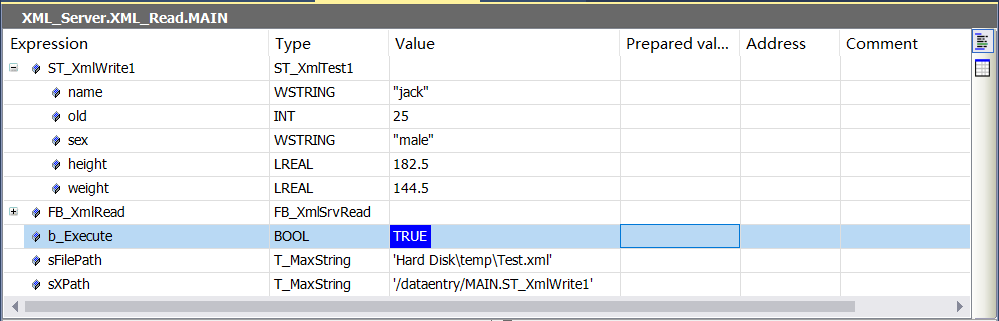 XML_Server.XML_Read.MAIN
Expression Type Value Prepared val... Address Comment
ST_XmlWrite1 ST_XmlTest1
name WSTRING "jack"
old INT 25
sex WSTRING "male"
height LREAL 182.5
weight LREAL 144.5
FB_XmlRead FB_XmlSrvRead
b_Execute BOOL TRUE
sFilePath T_MaxString 'Hard Disk\temp\Test.xml'
sXPath T_MaxString '/dataentry/MAIN.ST_XmlWrite1'